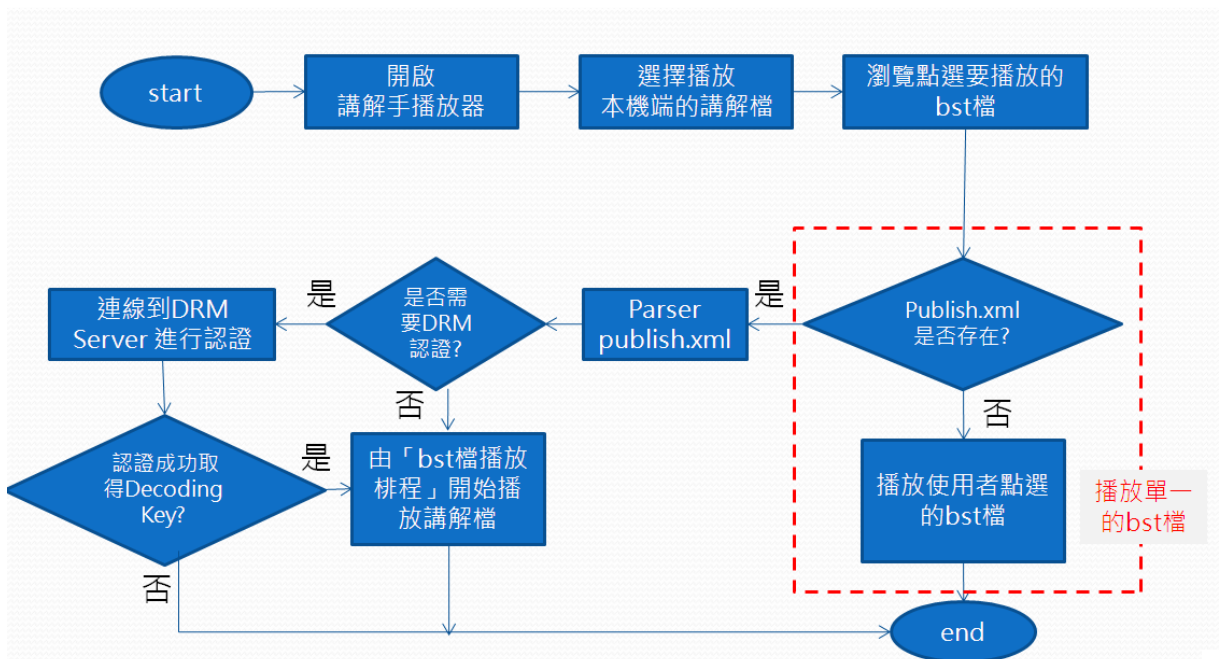 start
開啟
講解手播放器
選擇播放
本機端的講解檔
瀏覽點選要播放的
bst檔
Publish.xml
是否存在?
是
Parser
publish.xml
是否需
要DRM
認證?
是
連線到DRM
Server 進行認證
否
否
認證成功取
得Decoding
Key?
是
由「bst檔播放
排程」開始播
放講解檔
播放使用者點選
的bst檔
播放單一
的bst檔
否
end